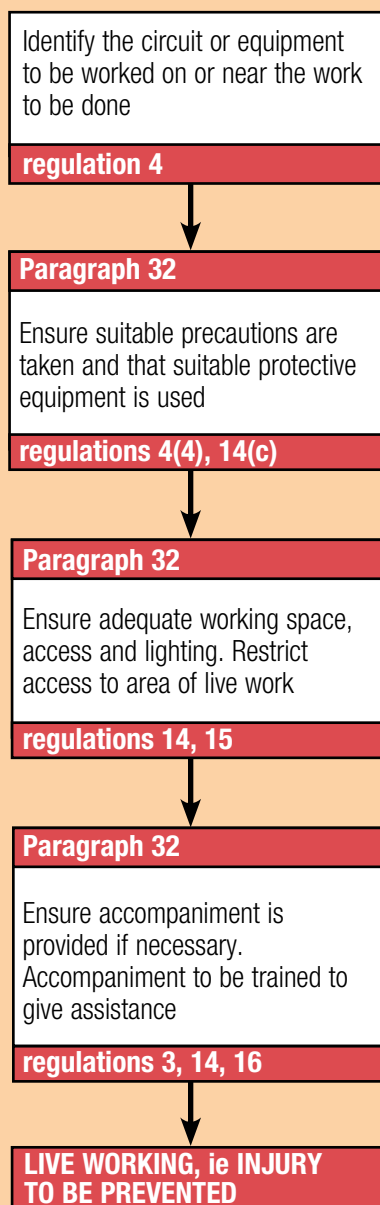 Identify the circuit or equipment
to be worked on or near the work
to be done
regulation 4
Paragraph 32
Ensure suitable precautions are
taken and that suitable protective
equipment is used
regulations 4(4), 14(c)
Paragraph 32
Ensure adequate working space,
access and lighting. Restrict
access to area of live work
regulations 14, 15
Paragraph 32
Ensure accompaniment is
provided if necessary.
Accompaniment to be trained to
give assistance
regulations 3, 14, 16
LIVE WORKING, ie INJURY
TO BE PREVENTED